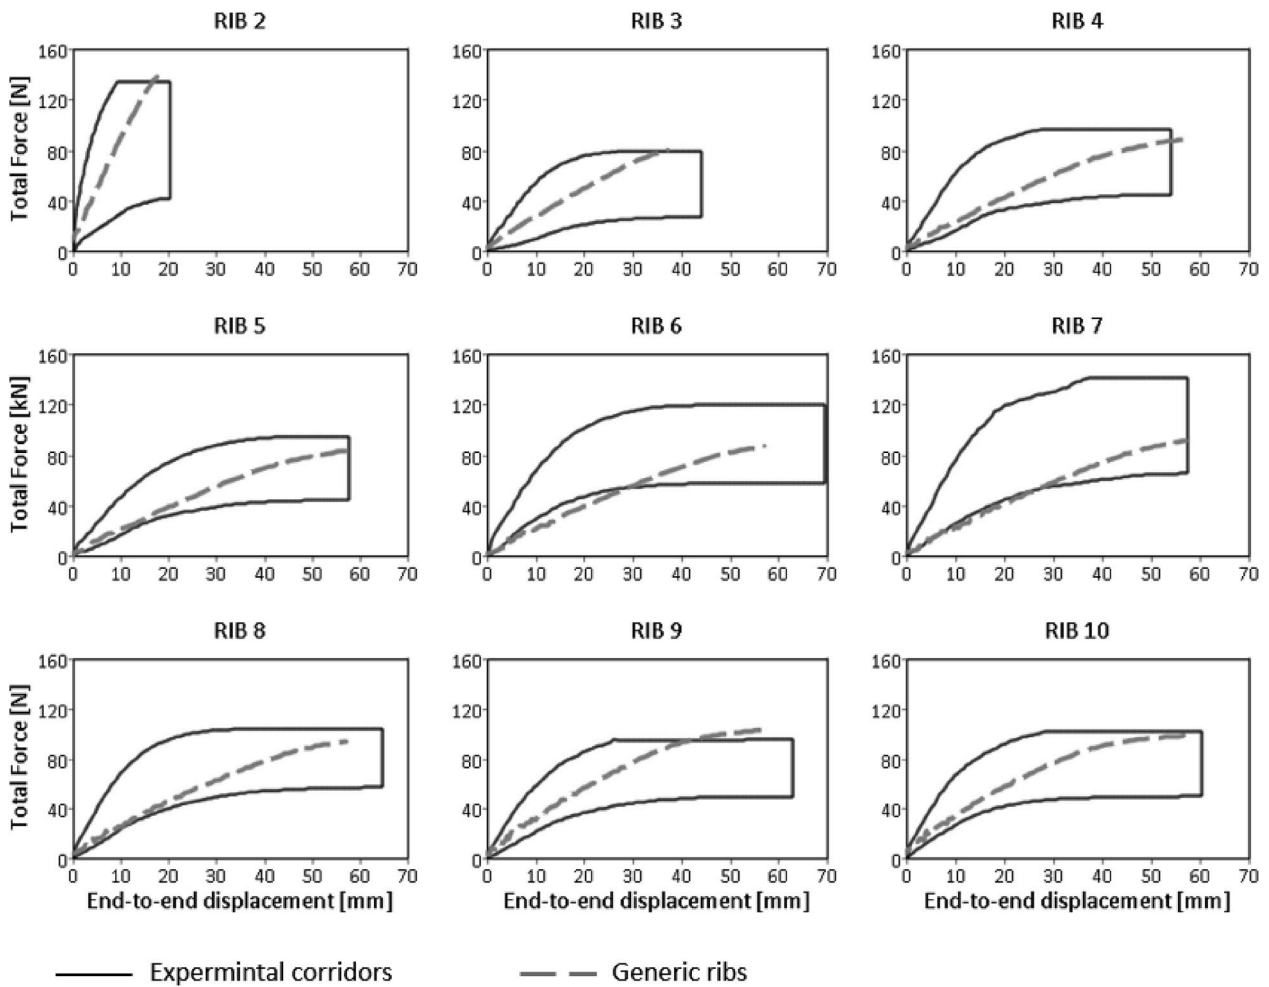 RIB 2 RIB 3 RIB 4
Total Force [N]
160 160 160
120 120 120
80 80 80
40 40 40
0 0 0
0 10 20 30 40 50 60 70 0 10 20 30 40 50 60 70 0 10 20 30 40 50 60 70
RIB 5 RIB 6 RIB 7
Total Force [kN]
160 160 160
120 120 120
80 80 80
40 40 40
0 0 0
0 10 20 30 40 50 60 70 0 10 20 30 40 50 60 70 0 10 20 30 40 50 60 70
RIB 8 RIB 9 RIB 10
Total Force [N]
160 160 160
120 120 120
80 80 80
40 40 40
0 0 0
0 10 20 30 40 50 60 70 0 10 20 30 40 50 60 70 0 10 20 30 40 50 60 70
End-to-end displacement [mm] End-to-end displacement [mm] End-to-end displacement [mm]
Expermintal corridors Generic ribs